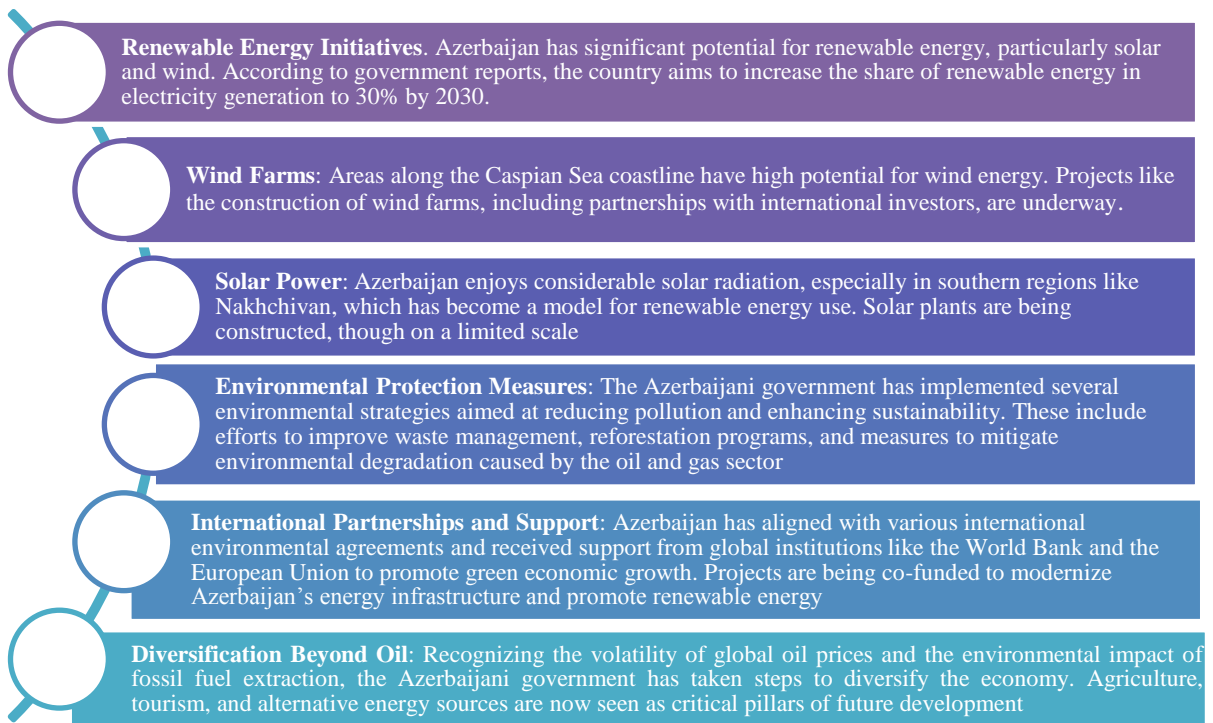 Renewable Energy Initiatives. Azerbaijan has significant potential for renewable energy, particularly solar
and wind. According to government reports, the country aims to increase the share of renewable energy in
electricity generation to 30% by 2030.
Wind Farms: Areas along the Caspian Sea coastline have high potential for wind energy. Projects like
the construction of wind farms, including partnerships with international investors, are underway.
Solar Power: Azerbaijan enjoys considerable solar radiation, especially in southern regions like
Nakhchivan, which has become a model for renewable energy use. Solar plants are being
constructed, though on a limited scale
Environmental Protection Measures: The Azerbaijani government has implemented several
environmental strategies aimed at reducing pollution and enhancing sustainability. These include
efforts to improve waste management, reforestation programs, and measures to mitigate
environmental degradation caused by the oil and gas sector
International Partnerships and Support: Azerbaijan has aligned with various international
environmental agreements and received support from global institutions like the World Bank and the
European Union to promote green economic growth. Projects are being co-funded to modernize
Azerbaijan’s energy infrastructure and promote renewable energy
Diversification Beyond Oil: Recognizing the volatility of global oil prices and the environmental impact of
fossil fuel extraction, the Azerbaijani government has taken steps to diversify the economy. Agriculture,
tourism, and alternative energy sources are now seen as critical pillars of future development